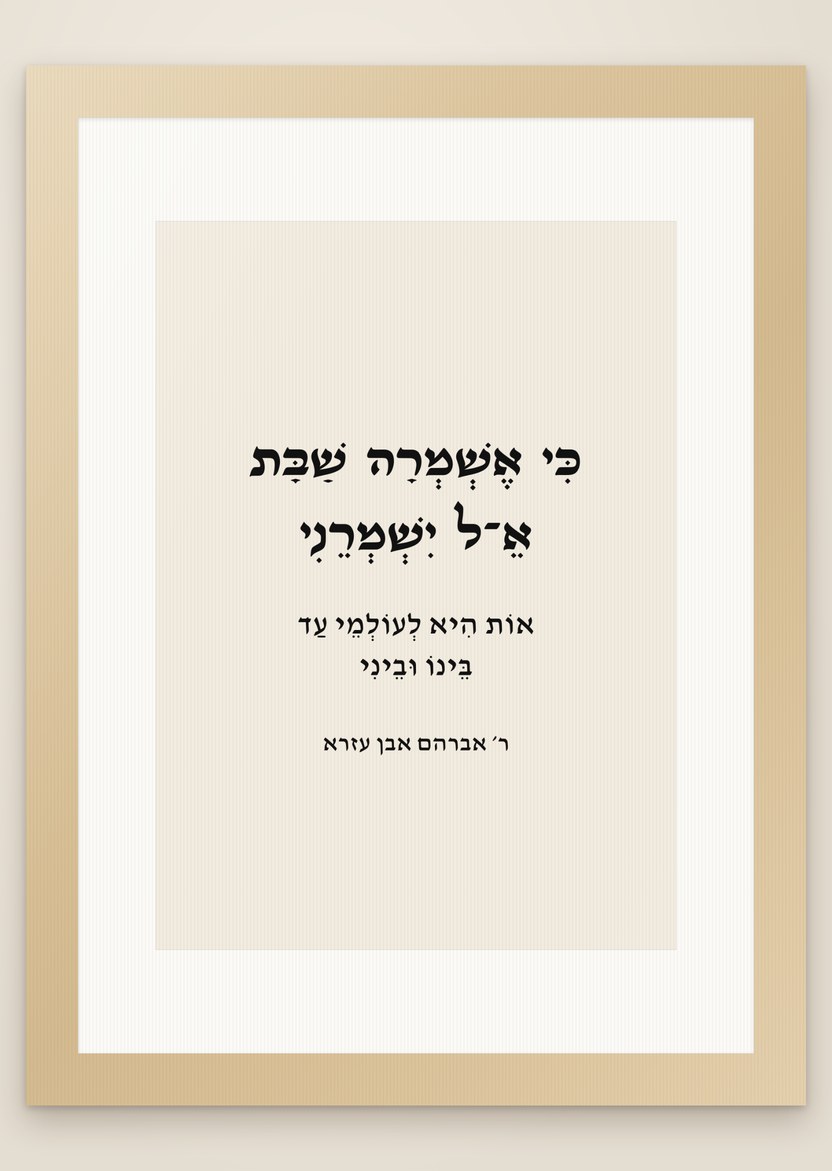 כִּי אֶשְׁמְרָה שַׁבָּת
אֵ־ל יִשְׁמְרֵנִי
אוֹת הִיא לְעוֹלְמֵי עַד
בֵּינוֹ וּבֵינִי
ר׳ אברהם אבן עזרא